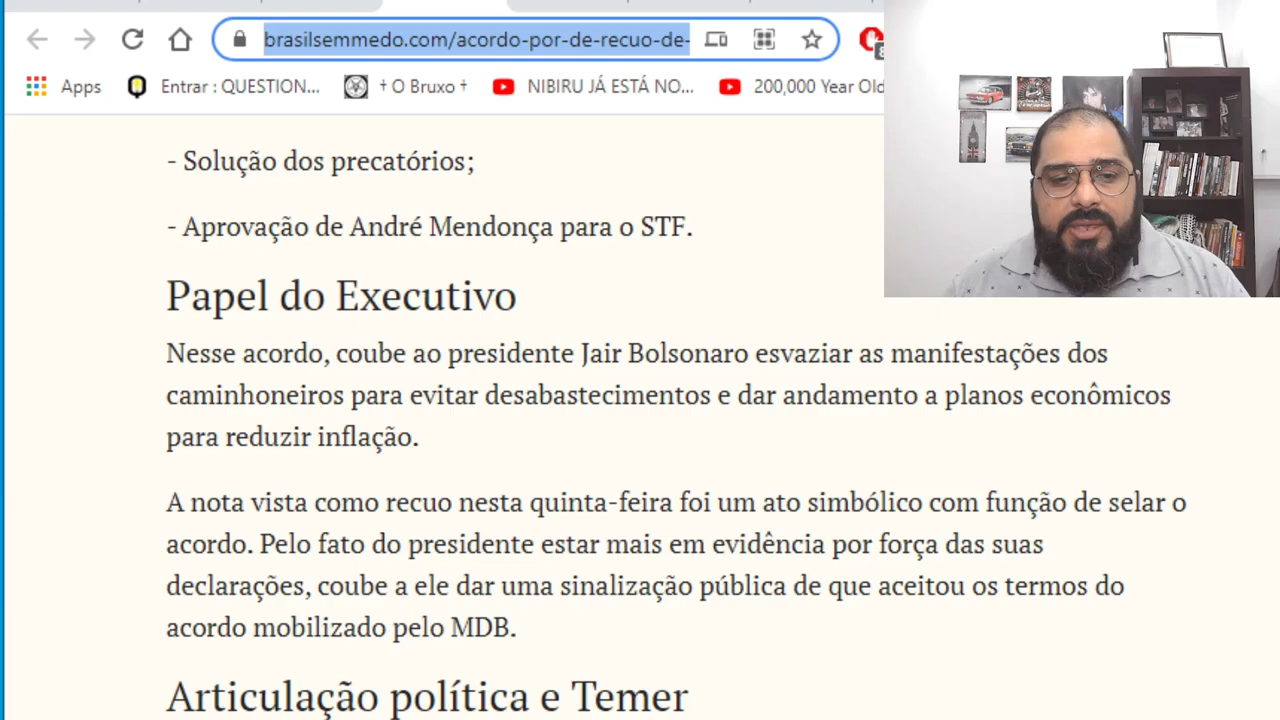 brasilsemmedo.com/acordo-por-de-recuo-de-
Apps
Entrar : QUESTION...
† O Bruxo †
NIBIRU JÁ ESTÁ NO...
200,000 Year Old
- Solução dos precatórios;
- Aprovação de André Mendonça para o STF.
Papel do Executivo
Nesse acordo, coube ao presidente Jair Bolsonaro esvaziar as manifestações dos
caminhoneiros para evitar desabastecimentos e dar andamento a planos econômicos
para reduzir inflação.
A nota vista como recuo nesta quinta-feira foi um ato simbólico com função de selar o
acordo. Pelo fato do presidente estar mais em evidência por força das suas
declarações, coube a ele dar uma sinalização pública de que aceitou os termos do
acordo mobilizado pelo MDB.
Articulação política e Temer